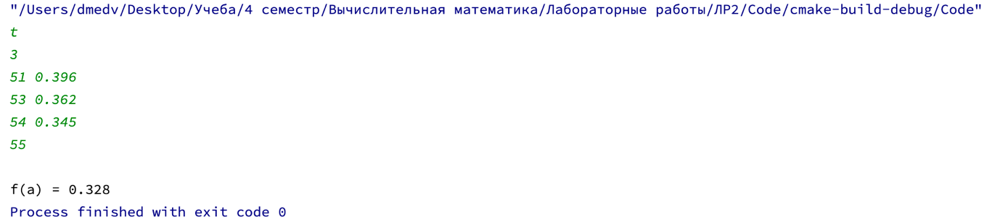 "/Users/dmedv/Desktop/Учеба/4 семестр/Вычислительная математика/Лабораторные работы/ЛР2/Code/cmake-build-debug/Code"
t
3
51 0.396
53 0.362
54 0.345
55
f(a) = 0.328
Process finished with exit code 0